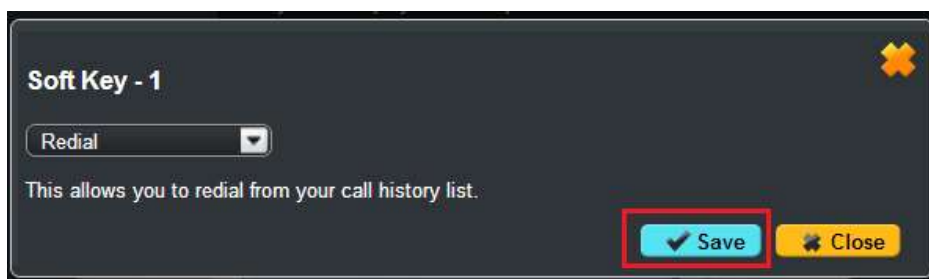 Soft Key - 1
Redial
This allows you to redial from your call history list.
Save
Close